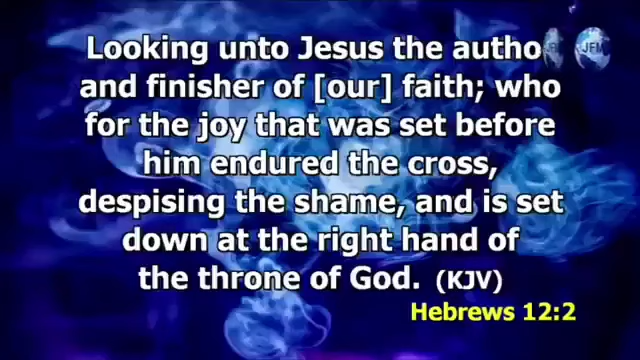 Looking unto Jesus the autho
and finisher of [our] faith; who
for the joy that was set before
him endured the cross,
despising the shame, and is set
down at the right hand of
the throne of God. (KJV)
Hebrews 12:2
JFM